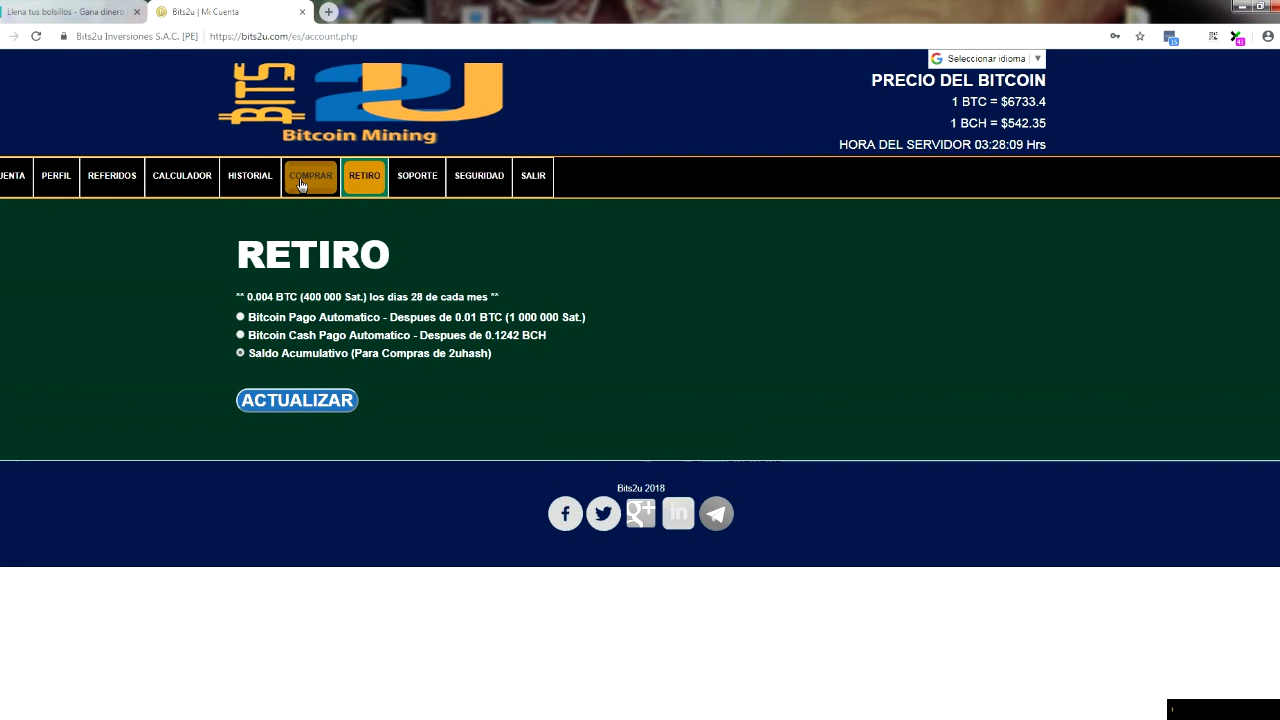 Llena tus bolsillos - Gana dinero
Bits2u | Mi Cuenta
Bits2u Inversiones S.A.C. [PE]
https://bits2u.com/es/account.php
15
41
BITS
2U
Bitcoin Mining
Seleccionar idioma
PRECIO DEL BITCOIN
1 BTC = $6733.4
1 BCH = $542.35
HORA DEL SERVIDOR 03:28:09 Hrs
UENTA PERFIL REFERIDOS CALCULADOR HISTORIAL COMPRAR RETIRO SOPORTE SEGURIDAD SALIR
RETIRO
** 0.004 BTC (400 000 Sat.) los dias 28 de cada mes **
Bitcoin Pago Automatico - Despues de 0.01 BTC (1 000 000 Sat.)
Bitcoin Cash Pago Automatico - Despues de 0.1242 BCH
Saldo Acumulativo (Para Compras de 2uhash)
ACTUALIZAR
Bits2u 2018
f
g+
in